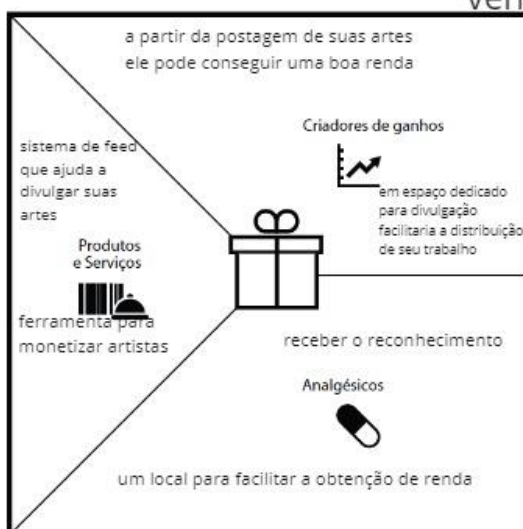 a partir da postagem de suas artes
ele pode conseguir uma boa renda
Criadores de ganhos
em espaço dedicado
para divulgação
facilitaria a distribuição
de seu trabalho
sistema de feed
que ajuda a
divulgar suas
artes
Produtos
e Serviços
ferramenta para
monetizar artistas
receber o reconhecimento
Analgésicos
um local para facilitar a obtenção de renda